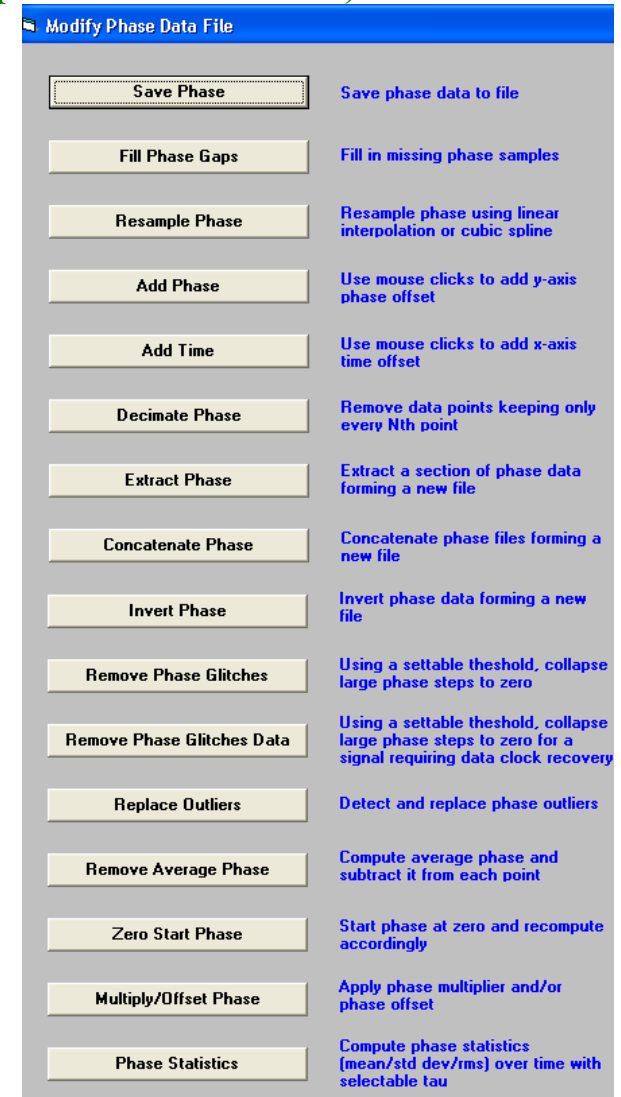 Modify Phase Data File
Save Phase
Save phase data to file
Fill Phase Gaps
Fill in missing phase samples
Resample Phase
Resample phase using linear
interpolation or cubic spline
Add Phase
Use mouse clicks to add y-axis
phase offset
Add Time
Use mouse clicks to add x-axis
time offset
Decimate Phase
Remove data points keeping only
every Nth point
Extract Phase
Extract a section of phase data
forming a new file
Concatenate Phase
Concatenate phase files forming a
new file
Invert Phase
Invert phase data forming a new
file
Remove Phase Glitches
Using a settable theshold, collapse
large phase steps to zero
Remove Phase Glitches Data
Using a settable theshold, collapse
large phase steps to zero for a
signal requiring data clock recovery
Replace Outliers
Detect and replace phase outliers
Remove Average Phase
Compute average phase and
subtract it from each point
Zero Start Phase
Start phase at zero and recompute
accordingly
Multiply/Offset Phase
Apply phase multiplier and/or
phase offset
Phase Statistics
Compute phase statistics
(mean/std dev/rms) over time with
selectable tau